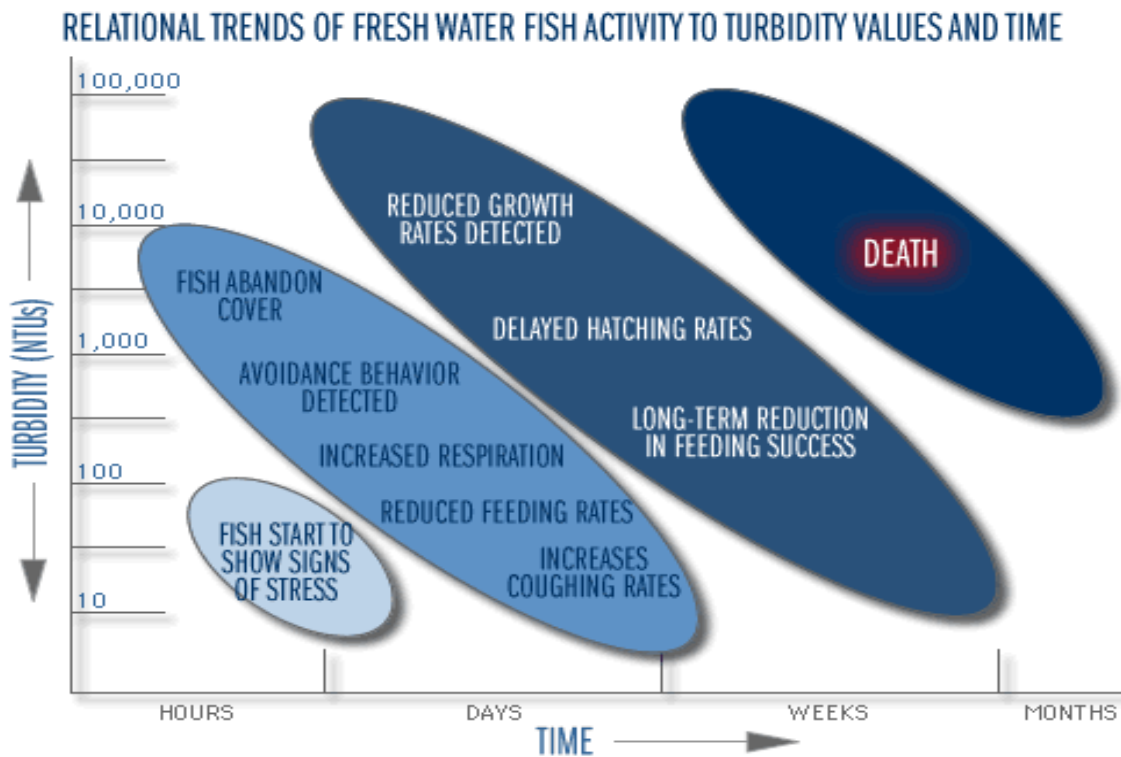 RELATIONAL TRENDS OF FRESH WATER FISH ACTIVITY TO TURBIDITY VALUES AND TIME
TURBIDITY (NTUs)
100,000
10,000
1,000
100
10
FISH START TO
SHOW SIGNS
OF STRESS
FISH ABANDON
COVER
AVOIDANCE BEHAVIOR
DETECTED
INCREASED RESPIRATION
REDUCED FEEDING RATES
INCREASES
COUGHING RATES
REDUCED GROWTH
RATES DETECTED
DELAYED HATCHING RATES
LONG-TERM REDUCTION
IN FEEDING SUCCESS
DEATH
HOURS
DAYS
WEEKS
MONTHS
TIME